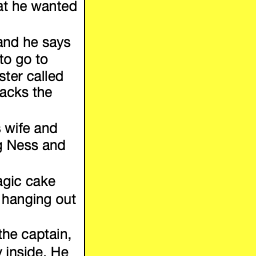 at he wanted
and he says
to go to
ster called
acks the
wife and
g Ness and
agic cake
hanging out
the captain,
y inside. He